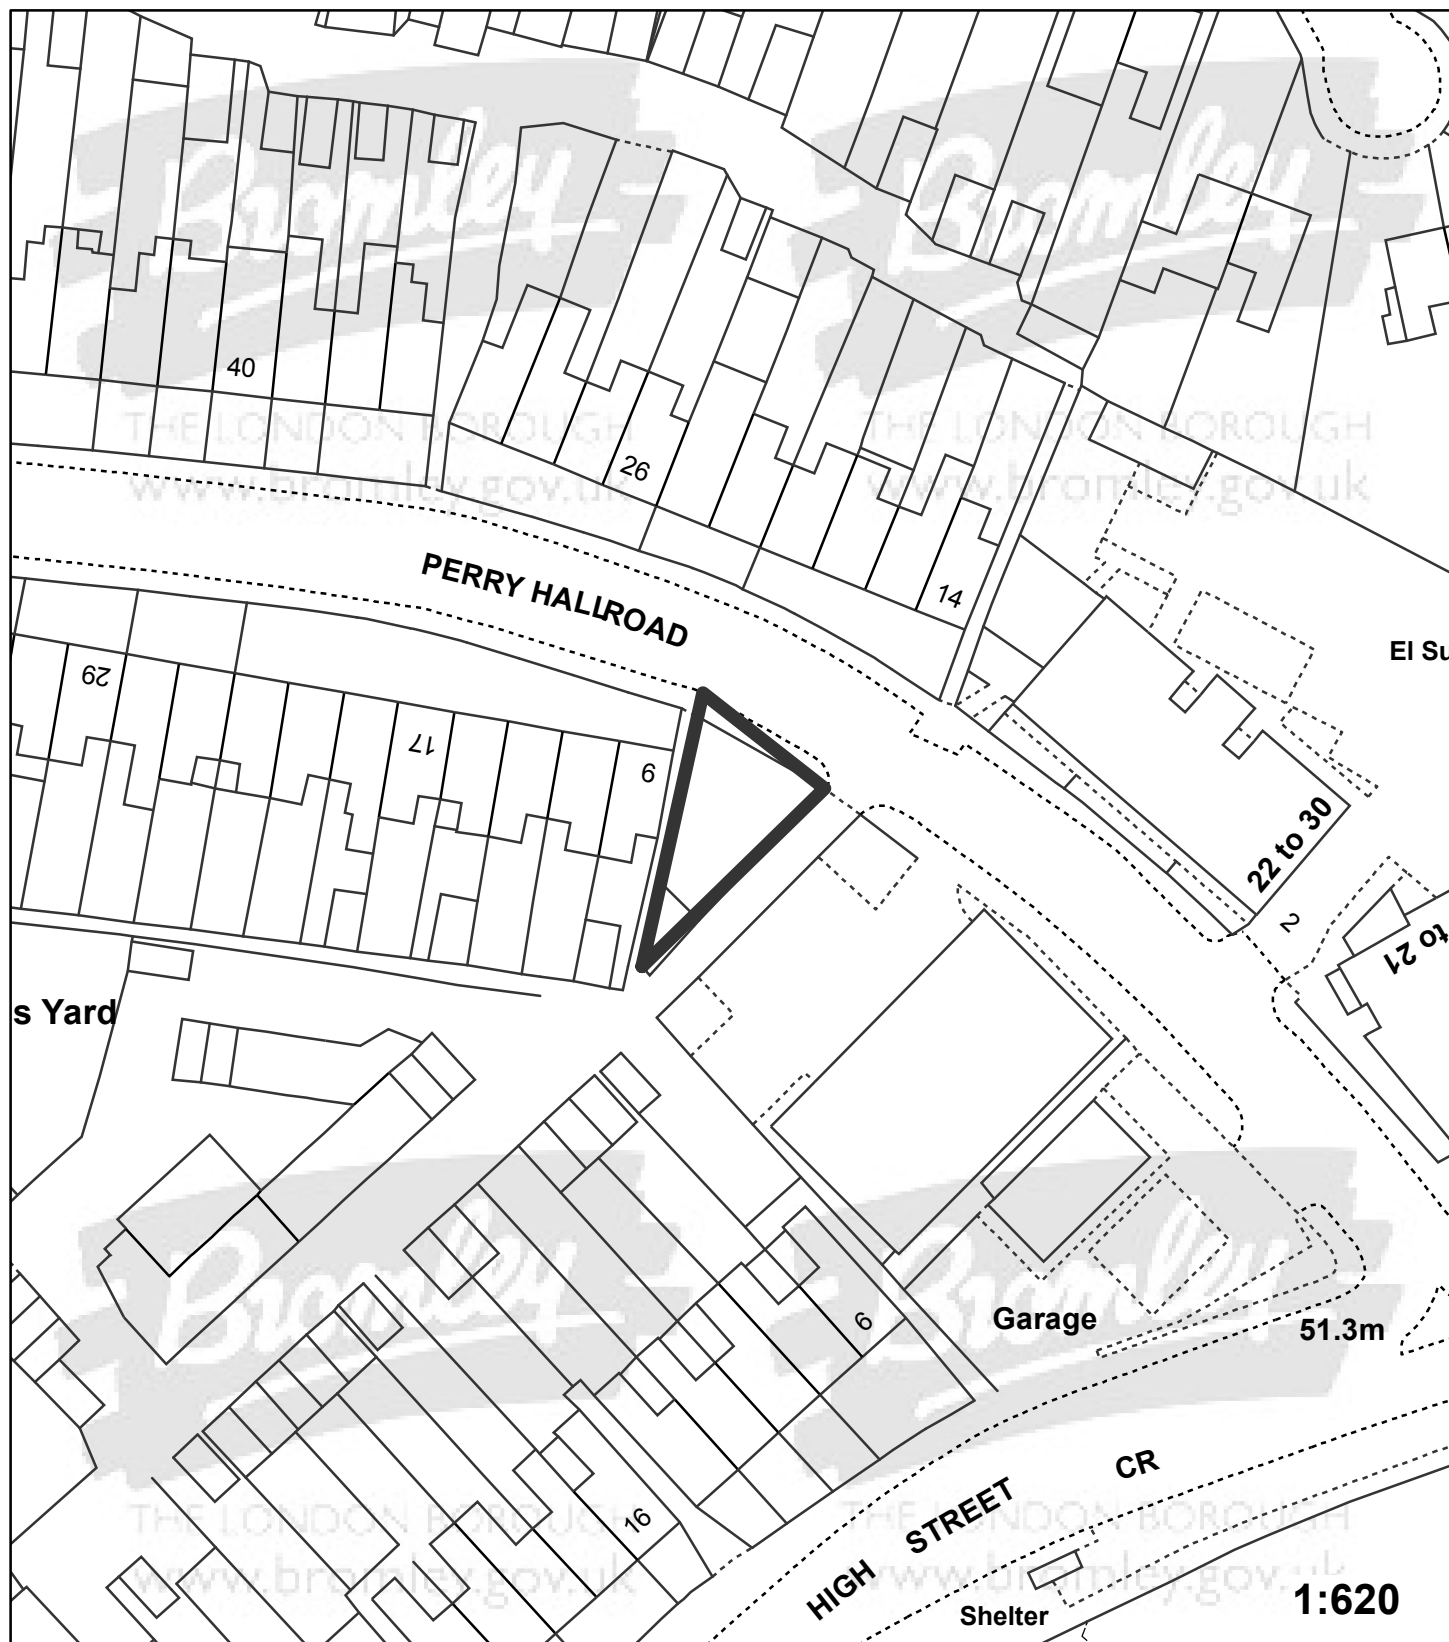 Bromley
Bromley
40
THE LONDON BOROUGH
www.bromley.gov.uk
THE LONDON BOROUGH
www.bromley.gov.uk
26
14
PERRY HALL ROAD
El Su
29
17
9
22 to 30
2
to 21
s Yard
Bromley
Bromley
6
Garage
51.3m
CR
HIGH STREET
THE LONDON BOROUGH
www.bromley.gov.uk
THE LONDON BOROUGH
www.bromley.gov.uk
16
Shelter
1:620